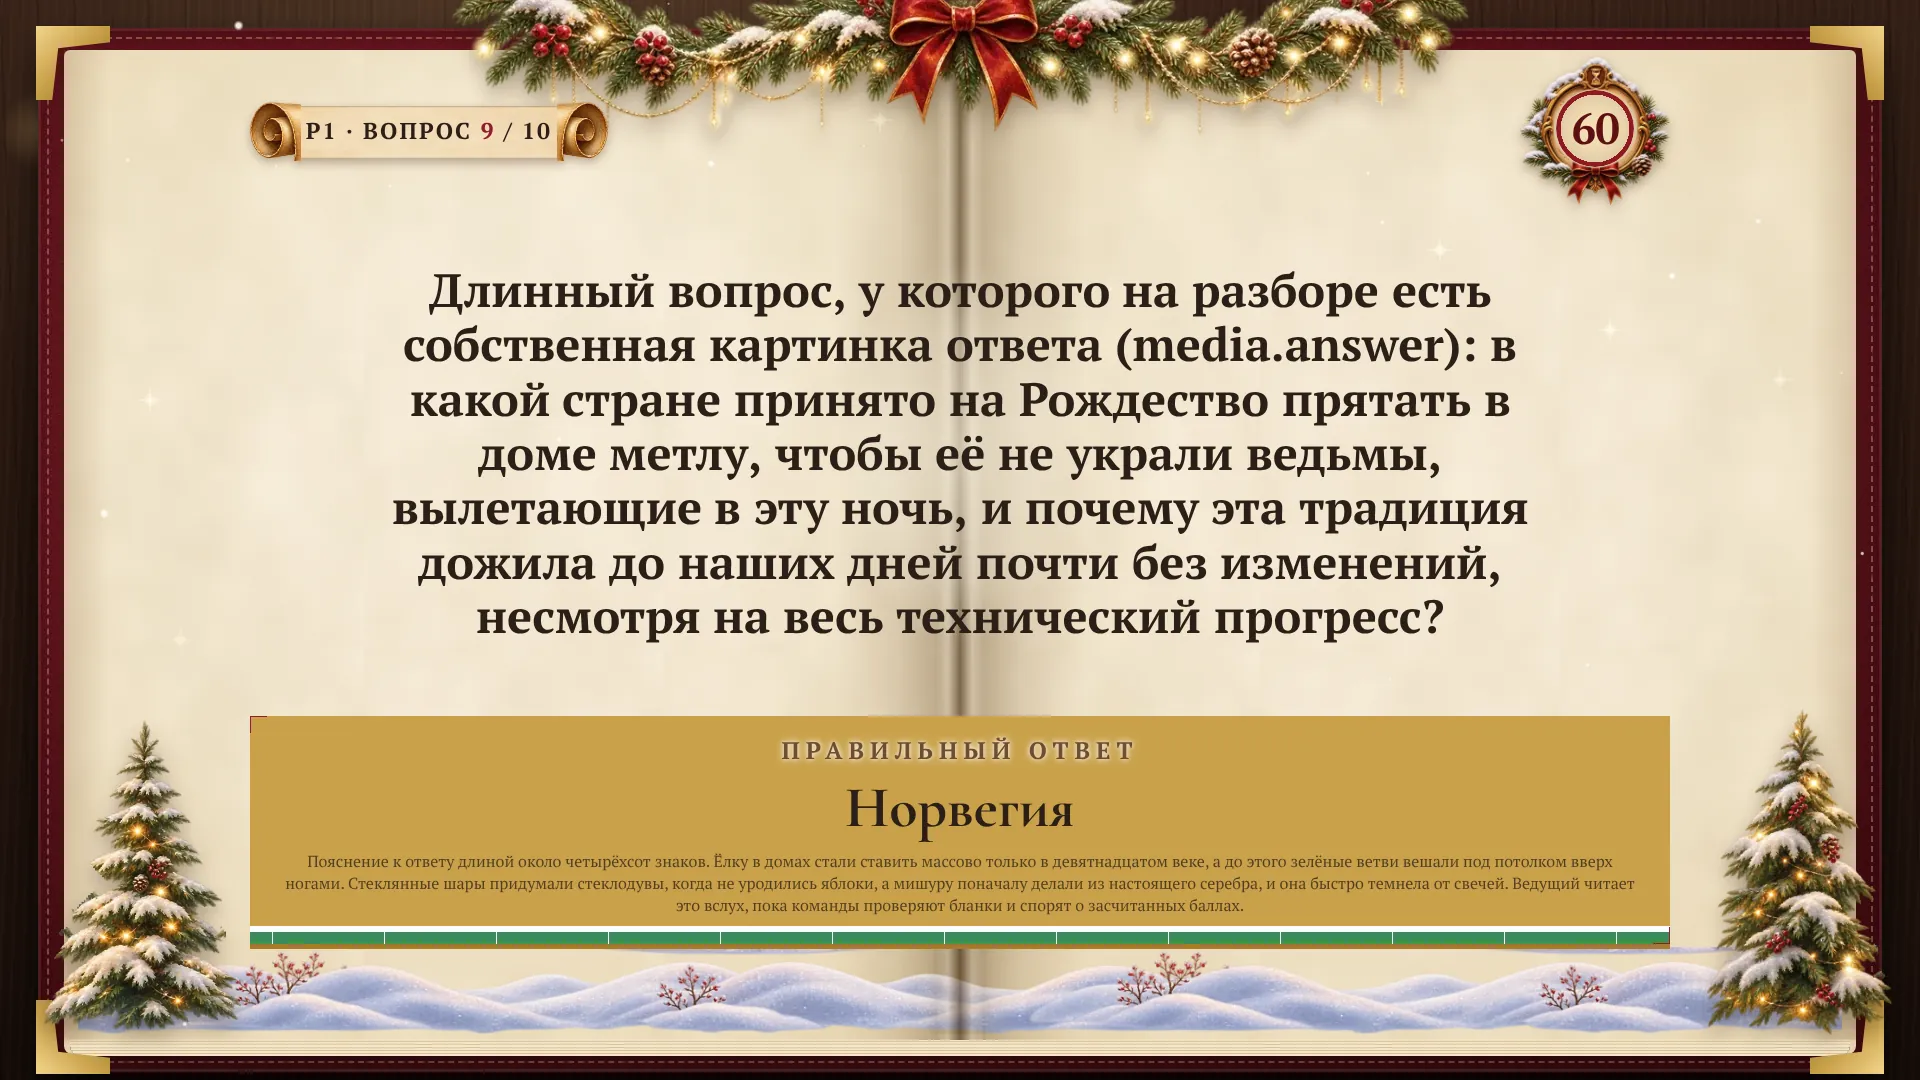 Р1 · ВОПРОС 9 / 10
60
Длинный вопрос, у которого на разборе есть
собственная картинка ответа (media.answer): в
какой стране принято на Рождество прятать в
доме метлу, чтобы её не украли ведьмы,
вылетающие в эту ночь, и почему эта традиция
дожила до наших дней почти без изменений,
несмотря на весь технический прогресс?
ПРАВИЛЬНЫЙ ОТВЕТ
Норвегия
Пояснение к ответу длиной около четырёхсот знаков. Ёлку в домах стали ставить массово только в девятнадцатом веке, а до этого зелёные ветви вешали под потолком вверх
ногами. Стеклянные шары придумали стеклодувы, когда не уродились яблоки, а мишуру поначалу делали из настоящего серебра, и она быстро темнела от свечей. Ведущий читает
это вслух, пока команды проверяют бланки и спорят о засчитанных баллах.